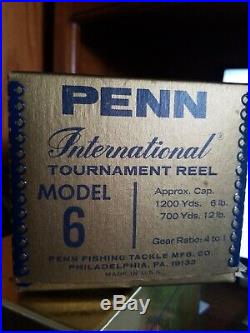 PENN
International®
TOURNAMENT REEL
MODEL
6
Approx. Cap.
1200 Yds. 6 lb.
700 Yds. 12 lb.
Gear Ratio: 4 to 1
PENN FISHING TACKLE MFG. CO
PHILADELPHIA, PA. 19133
MADE IN U.S.A.